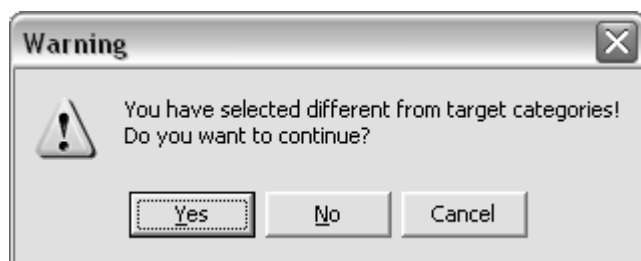 Warning
You have selected different from target categories!
Do you want to continue?
Yes
No
Cancel